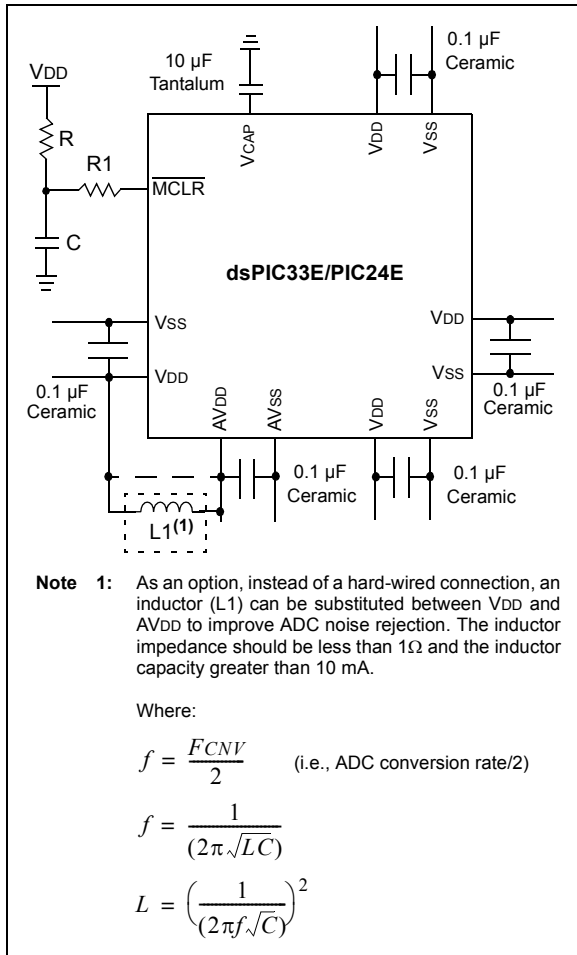 0.1 µF
Ceramic
10 µF
Tantalum
VDD
R
R1
C
VCAP
VDD
VSS
MCLR
dsPIC33E/PIC24E
VSS
VDD
0.1 µF
Ceramic
VDD
VSS
0.1 µF
Ceramic
AVDD
AVSS
VDD
VSS
0.1 µF
Ceramic
0.1 µF
Ceramic
L1(1)
Note 1: As an option, instead of a hard-wired connection, an
inductor (L1) can be substituted between VDD and
AVDD to improve ADC noise rejection. The inductor
impedance should be less than 1Ω and the inductor
capacity greater than 10 mA.
Where:
f = FCNV / 2 (i.e., ADC conversion rate/2)
f = 1 / (2π√LC)
L = (1 / (2πf√C))²